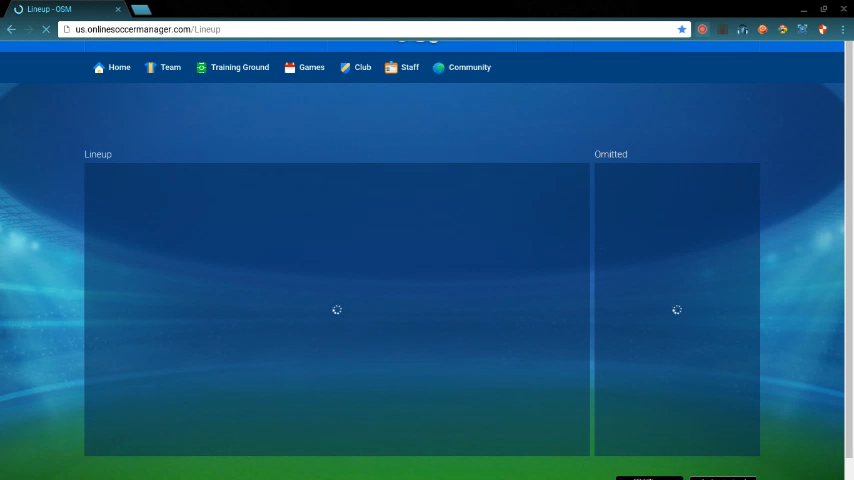 Lineup - OSM
us.onlinesoccermanager.com/Lineup
Home Team Training Ground Games Club Staff Community
Lineup Omitted